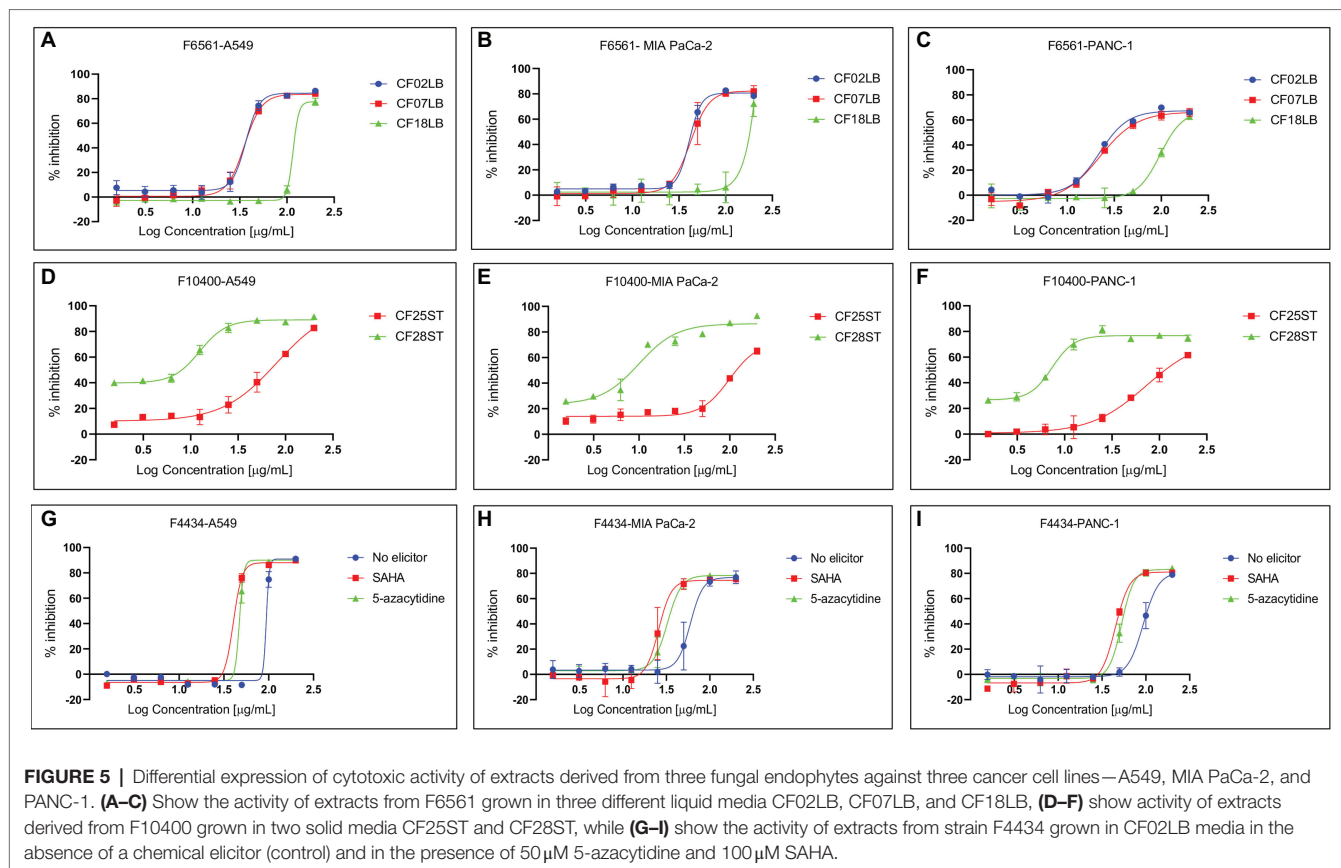 A
F6561-A549
% inhibition
100
80
60
40
20
0
-20
0.5
1.0
1.5
2.0
2.5
Log Concentration [μg/mL]
CF02LB
CF07LB
CF18LB
B
F6561- MIA PaCa-2
% inhibition
100
80
60
40
20
0
-20
0.5
1.0
1.5
2.0
2.5
Log Concentration [μg/mL]
CF02LB
CF07LB
CF18LB
C
F6561-PANC-1
% inhibition
100
80
60
40
20
0
-20
0.5
1.0
1.5
2.0
2.5
Log Concentration [μg/mL]
CF02LB
CF07LB
CF18LB
D
F10400-A549
% inhibition
100
80
60
40
20
0
-20
0.5
1.0
1.5
2.0
2.5
Log Concentration [μg/mL]
CF25ST
CF28ST
E
F10400-MIA PaCa-2
% inhibition
100
80
60
40
20
0
-20
0.5
1.0
1.5
2.0
2.5
Log Concentration [μg/mL]
CF25ST
CF28ST
F
F10400-PANC-1
% inhibition
100
80
60
40
20
0
-20
0.5
1.0
1.5
2.0
2.5
Log Concentration [μg/mL]
CF25ST
CF28ST
G
F4434-A549
% inhibition
100
80
60
40
20
0
-20
0.5
1.0
1.5
2.0
2.5
Log Concentration [μg/mL]
No elicitor
SAHA
5-azacytidine
H
F4434-MIA PaCa-2
% inhibition
100
80
60
40
20
0
-20
0.5
1.0
1.5
2.0
2.5
Log Concentration [μg/mL]
No elicitor
SAHA
5-azacytidine
I
F4434-PANC-1
% inhibition
100
80
60
40
20
0
-20
0.5
1.0
1.5
2.0
2.5
Log Concentration [μg/mL]
No elicitor
SAHA
5-azacytidine
FIGURE 5 | Differential expression of cytotoxic activity of extracts derived from three fungal endophytes against three cancer cell lines—A549, MIA PaCa-2, and
PANC-1. (A–C) Show the activity of extracts from F6561 grown in three different liquid media CF02LB, CF07LB, and CF18LB, (D–F) show activity of extracts
derived from F10400 grown in two solid media CF25ST and CF28ST, while (G–I) show the activity of extracts from strain F4434 grown in CF02LB media in the
absence of a chemical elicitor (control) and in the presence of 50 μM 5-azacytidine and 100 μM SAHA.